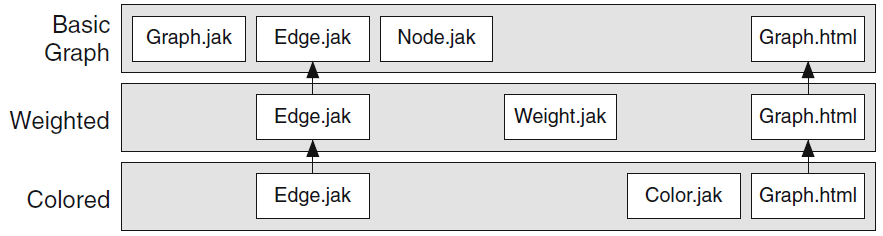 Basic
Graph
Graph.jak Edge.jak Node.jak Graph.html
Weighted Edge.jak Weight.jak Graph.html
Colored Edge.jak Color.jak Graph.html